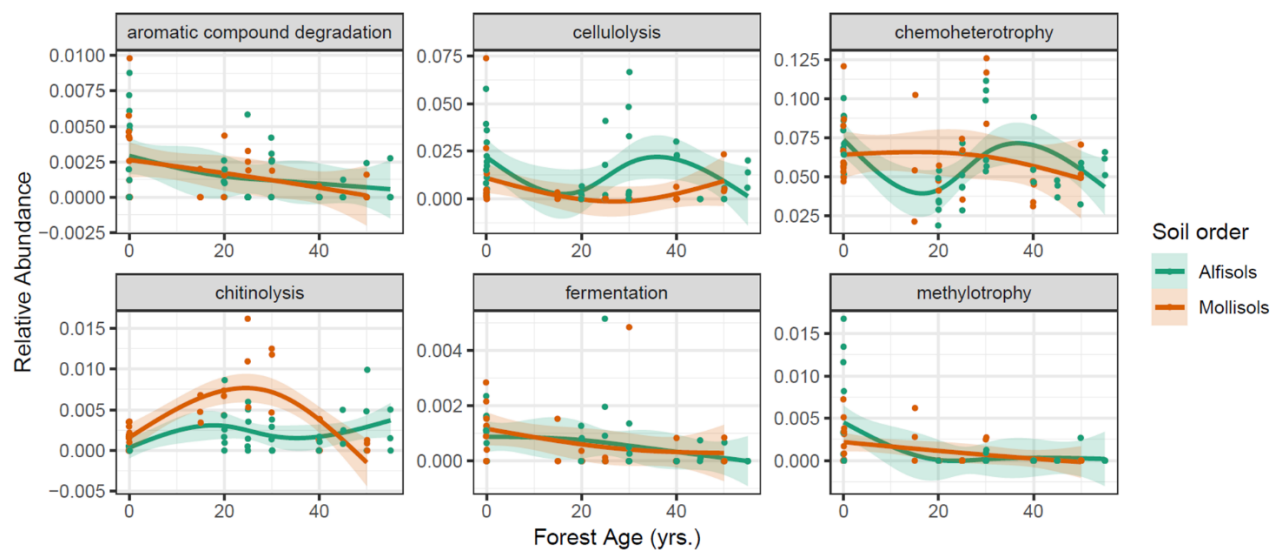 aromatic compound degradation
cellulolysis
chemoheterotrophy
0.0100
0.0075
0.0050
0.0025
0.0000
−0.0025
0.075
0.050
0.025
0.000
0.125
0.100
0.075
0.050
0.025
0 20 40
0 20 40
0 20 40
chitinolysis
fermentation
methylotrophy
0.015
0.010
0.005
0.000
−0.005
0.004
0.002
0.000
0.015
0.010
0.005
0.000
0 20 40
0 20 40
0 20 40
Relative Abundance
Forest Age (yrs.)
Soil order
Alfisols
Mollisols